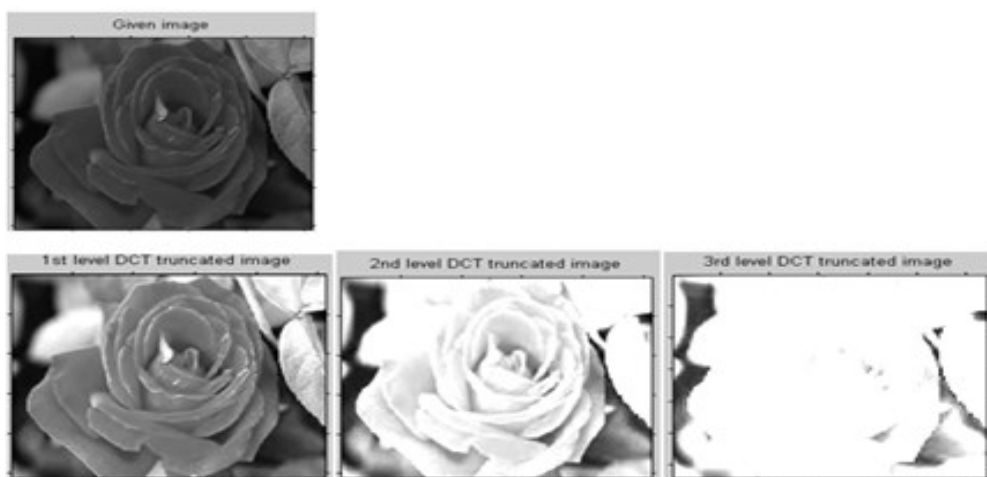 Given image
1st level DCT truncated image
2nd level DCT truncated image
3rd level DCT truncated image